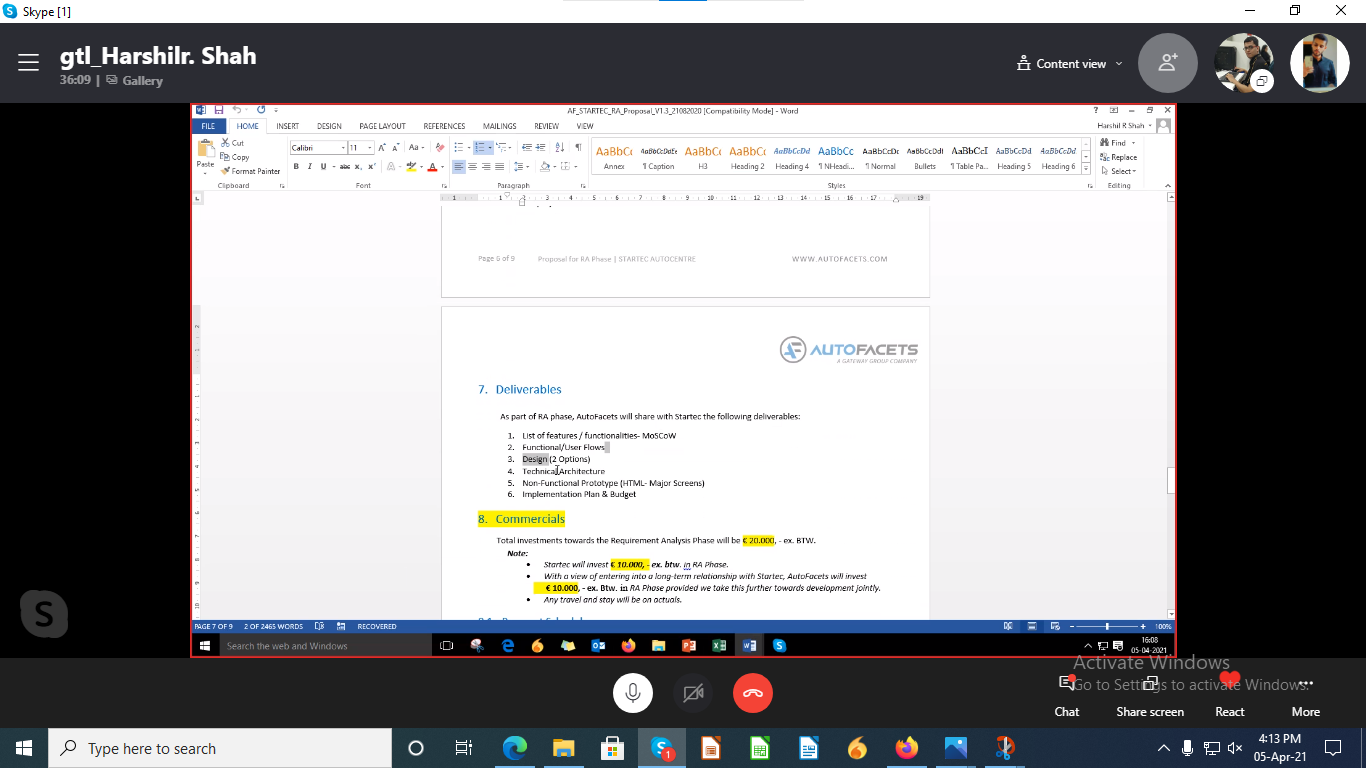 Skype [1]
gtl_Harshilr. Shah
36:09 | Gallery
Content view
AF_STARTEC_RA_Proposal_V1.3_21082020 [Compatibility Mode] - Word
FILE HOME INSERT DESIGN PAGE LAYOUT REFERENCES MAILINGS REVIEW VIEW Harshil R Shah
Paste Cut Copy Format Painter
Calibri 11
AaBbCc AaBbCcDdEe AaBbCc AaBbCc AaBbCcDd AaBbCc AaBbCcDc AaBbCcDdI AaBbCcI AaBbCcDd AaBbCcDd
Annex ¶ Caption H3 Heading 2 Heading 4 ¶ NHeadi... ¶ Normal Bullets ¶ Table Pa... Heading 5 Heading 6
Find Replace Select
Clipboard Font Paragraph Styles Editing
Page 6 of 9 Proposal for RA Phase | STARTEC AUTOCENTRE WWW.AUTOFACETS.COM
AUTOFACETS
A GATEWAY GROUP COMPANY
7. Deliverables
As part of RA phase, AutoFacets will share with Startec the following deliverables:
1. List of features / functionalities- MoSCoW
2. Functional/User Flows
3. Design (2 Options)
4. Technical Architecture
5. Non-Functional Prototype (HTML- Major Screens)
6. Implementation Plan & Budget
8. Commercials
Total investments towards the Requirement Analysis Phase will be € 20.000, - ex. BTW.
Note:
• Startec will invest € 10.000, - ex. btw. in RA Phase.
• With a view of entering into a long-term relationship with Startec, AutoFacets will invest
€ 10.000, - ex. Btw. in RA Phase provided we take this further towards development jointly.
• Any travel and stay will be on actuals.
PAGE 7 OF 9 2 OF 2465 WORDS RECOVERED 100%
Search the web and Windows
16:08
05-04-2021
Activate Windows
Go to Settings to activate Windows.
Chat Share screen React More
Type here to search
4:13 PM
05-Apr-21